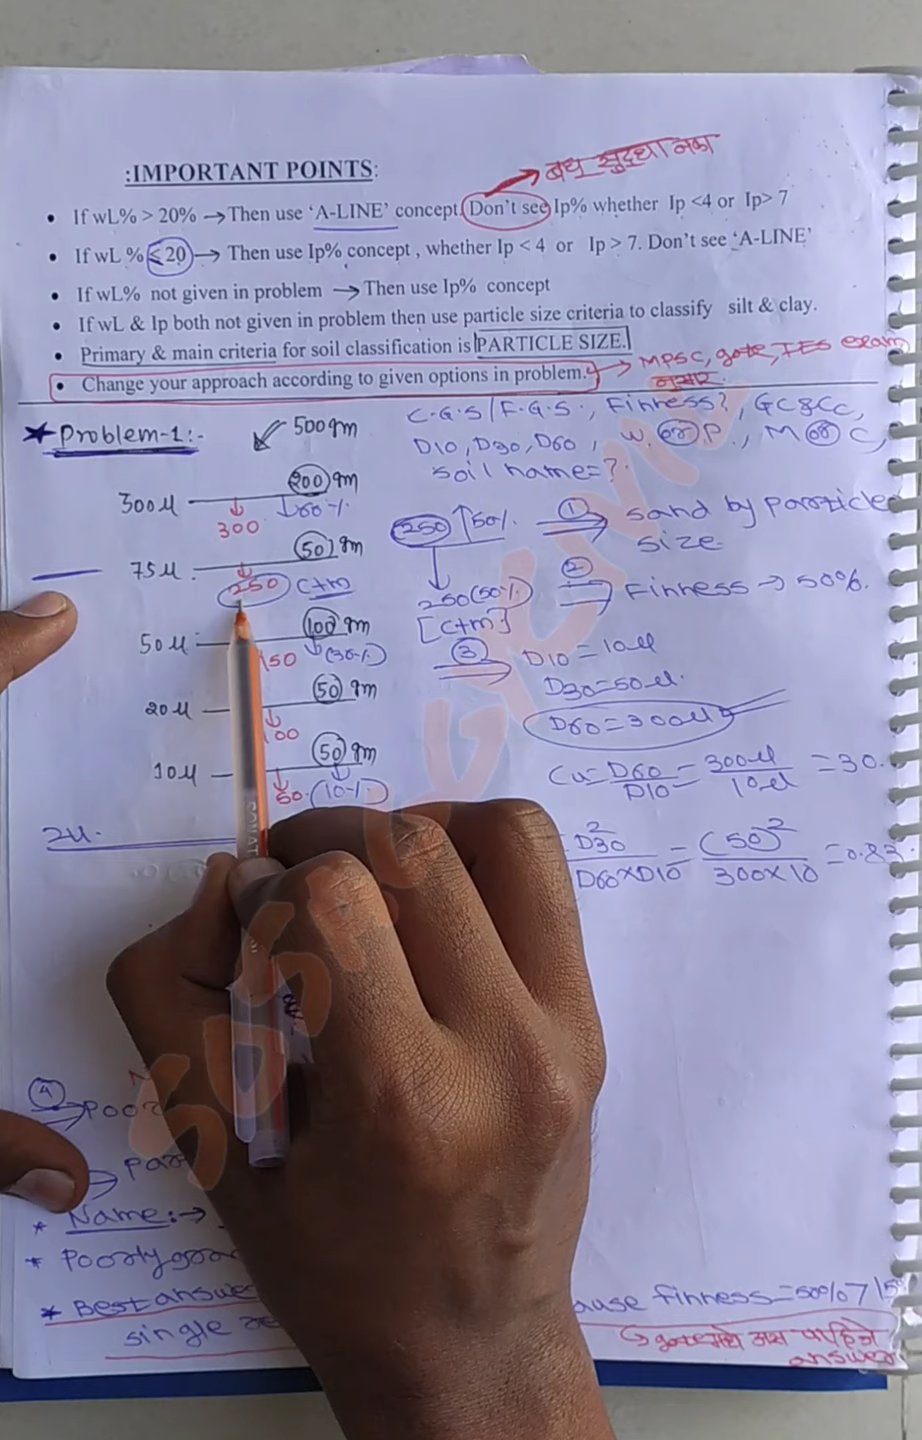 :IMPORTANT POINTS:
बघू सुद्धा नका
• If wL% > 20% → Then use 'A-LINE' concept. Don't see Ip% whether Ip <4 or Ip> 7
• If wL % ≤ 20 → Then use Ip% concept , whether Ip < 4 or Ip > 7. Don't see 'A-LINE'
• If wL% not given in problem → Then use Ip% concept
• If wL & Ip both not given in problem then use particle size criteria to classify silt & clay.
• Primary & main criteria for soil classification is PARTICLE SIZE.
• Change your approach according to given options in problem. → MPSC, gate, IES exam
नुसार.
* Problem-1:-
500gm
C.G.S/F.G.S., Finness?, GC&Cc,
D10, D30, D60, W. or P., M or C,
soil name=?
300μ 200 gm
300 60%
75μ 50 gm
250 C+m
50μ 100 gm
150 (30%)
20μ 50 gm
100
10μ 50 gm
50 (10%)
2μ.
250 ↑50%
250(50%)
[C+m]
① ⇒ sand by particle
size
② ⇒ Finness → 50%.
③ ⇒ D10 = 10μ
D30=50μ.
D60=300μ
Cu= D60/D10 = 300μ/10μ = 30.
= D30²/D60×D10 = (50)²/300×10 =0.83
④ ⇒ Poor
Par
* Name:→
* Poorly gra
* Best answe ause finness=50%>15%
single
answer